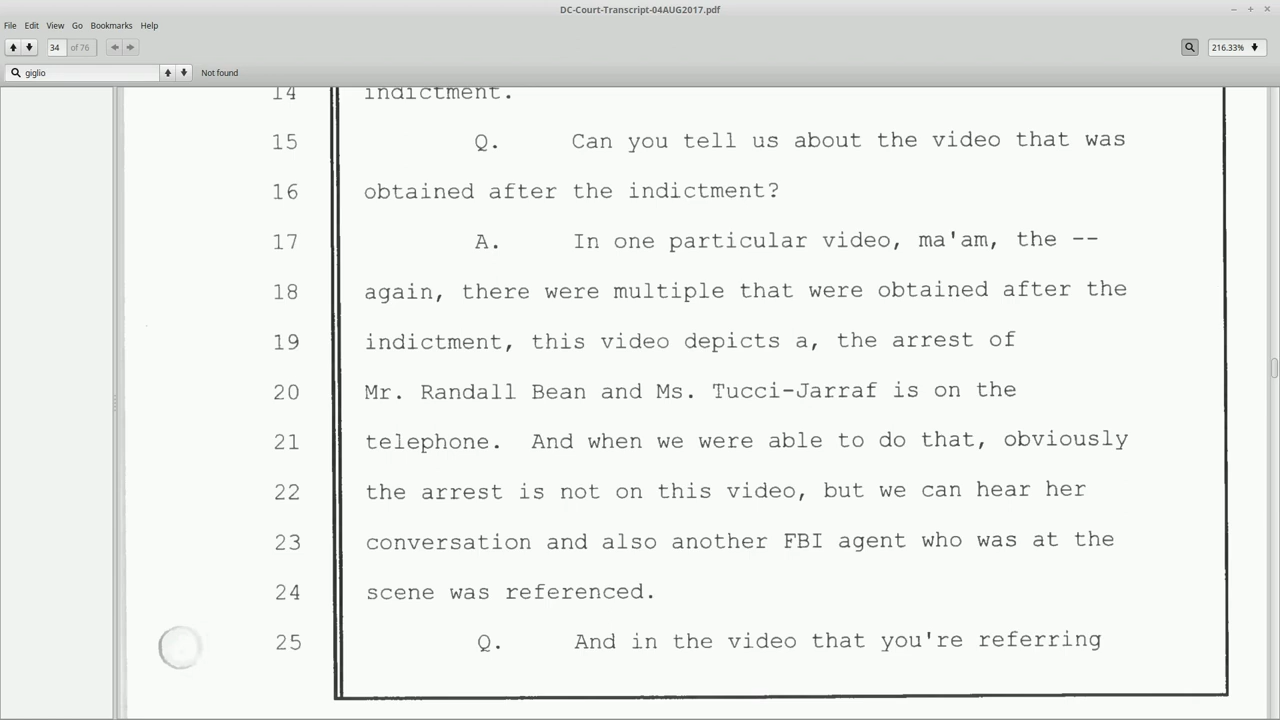 DC-Court-Transcript-04AUG2017.pdf
File Edit View Go Bookmarks Help
34 of 76 216.33%
giglio Not found
14 indictment.
15 Q. Can you tell us about the video that was
16 obtained after the indictment?
17 A. In one particular video, ma'am, the --
18 again, there were multiple that were obtained after the
19 indictment, this video depicts a, the arrest of
20 Mr. Randall Bean and Ms. Tucci-Jarraf is on the
21 telephone. And when we were able to do that, obviously
22 the arrest is not on this video, but we can hear her
23 conversation and also another FBI agent who was at the
24 scene was referenced.
25 Q. And in the video that you're referring